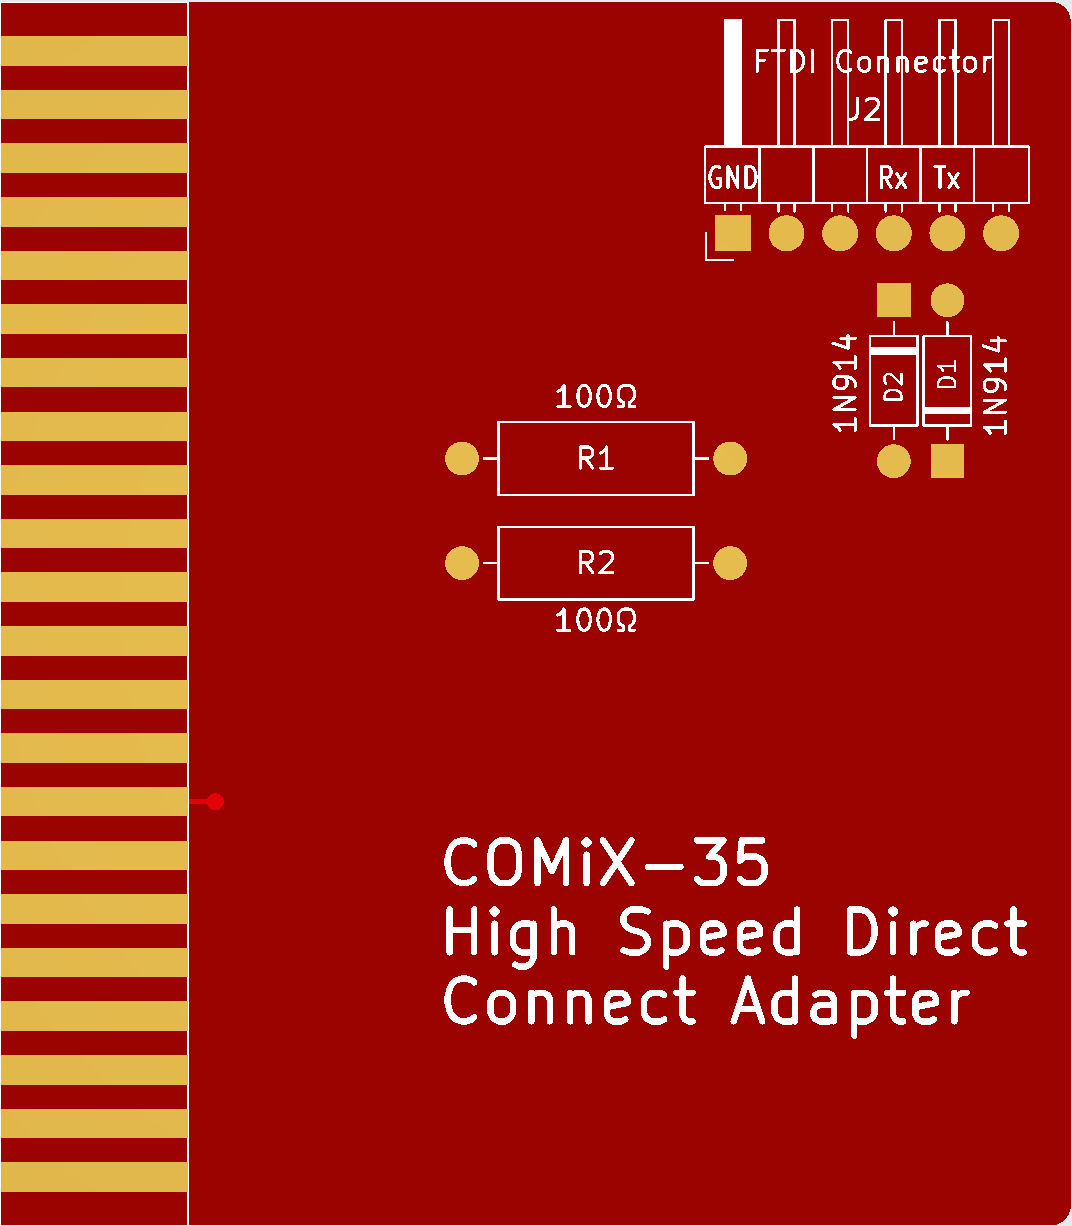 FTDI Connector
J2
GND Rx Tx
1N914
D2
D1
1N914
100Ω
R1
R2
100Ω
COMiX-35
High Speed Direct
Connect Adapter